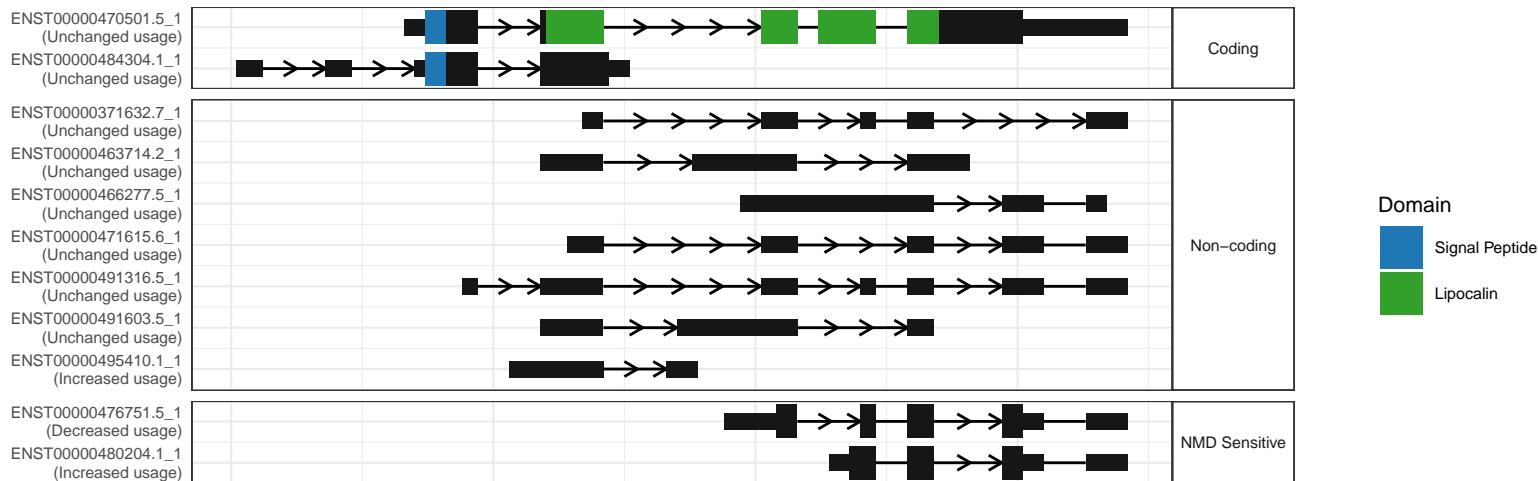 ENST00000470501.5_1
(Unchanged usage)
ENST00000484304.1_1
(Unchanged usage)
Coding
ENST00000371632.7_1
(Unchanged usage)
ENST00000463714.2_1
(Unchanged usage)
ENST00000466277.5_1
(Unchanged usage)
ENST00000471615.6_1
(Unchanged usage)
ENST00000491316.5_1
(Unchanged usage)
ENST00000491603.5_1
(Unchanged usage)
ENST00000495410.1_1
(Increased usage)
Non−coding
ENST00000476751.5_1
(Decreased usage)
ENST00000480204.1_1
(Increased usage)
NMD Sensitive
Domain
Signal Peptide
Lipocalin